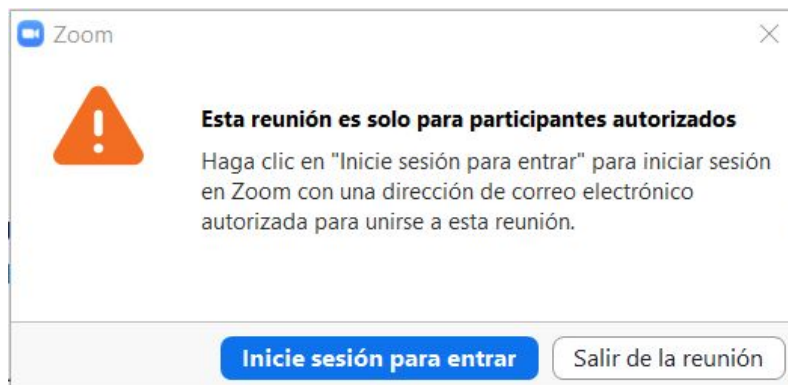 Zoom
Esta reunión es solo para participantes autorizados
Haga clic en "Inicie sesión para entrar" para iniciar sesión
en Zoom con una dirección de correo electrónico
autorizada para unirse a esta reunión.
Inicie sesión para entrar
Salir de la reunión